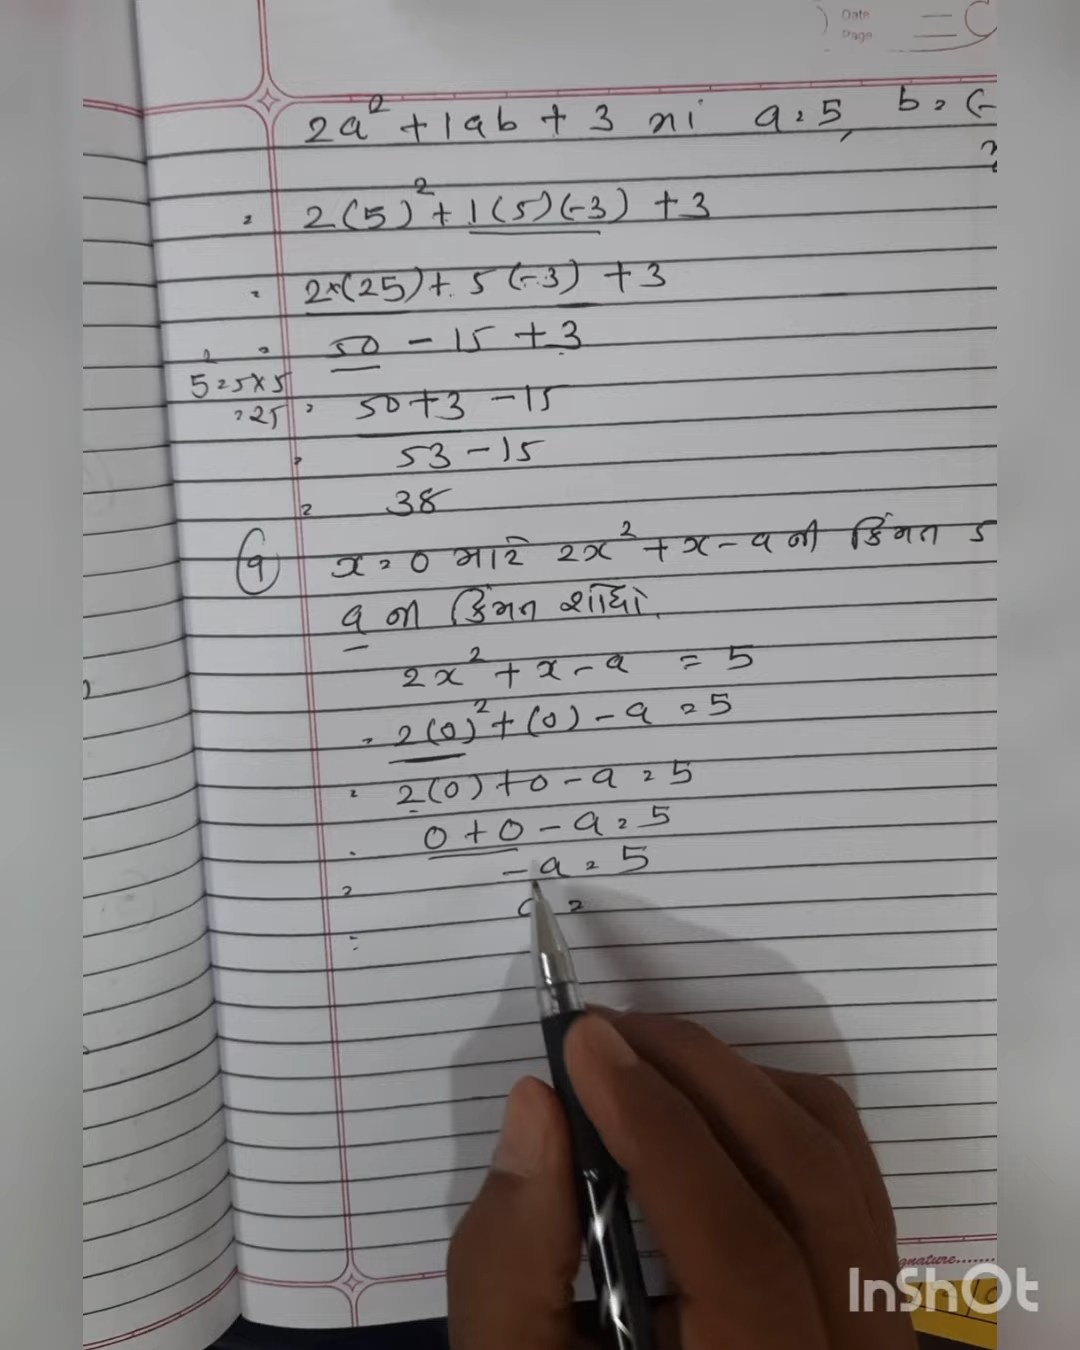 Date
Page
2a² + 1ab + 3 માં a = 5, b = (-
= 2(5)² + 1(5)(-3) + 3
= 2×(25) + 5(-3) + 3
= 50 - 15 + 3
5² = 5×5
= 25
= 50 + 3 - 15
= 53 - 15
= 38
(9) x = 0 માટે 2x² + x - a ની કિંમત 5
a ની કિંમત શોધો.
2x² + x - a = 5
= 2(0)² + (0) - a = 5
= 2(0) + 0 - a = 5
= 0 + 0 - a = 5
= - a = 5
=
InShOt